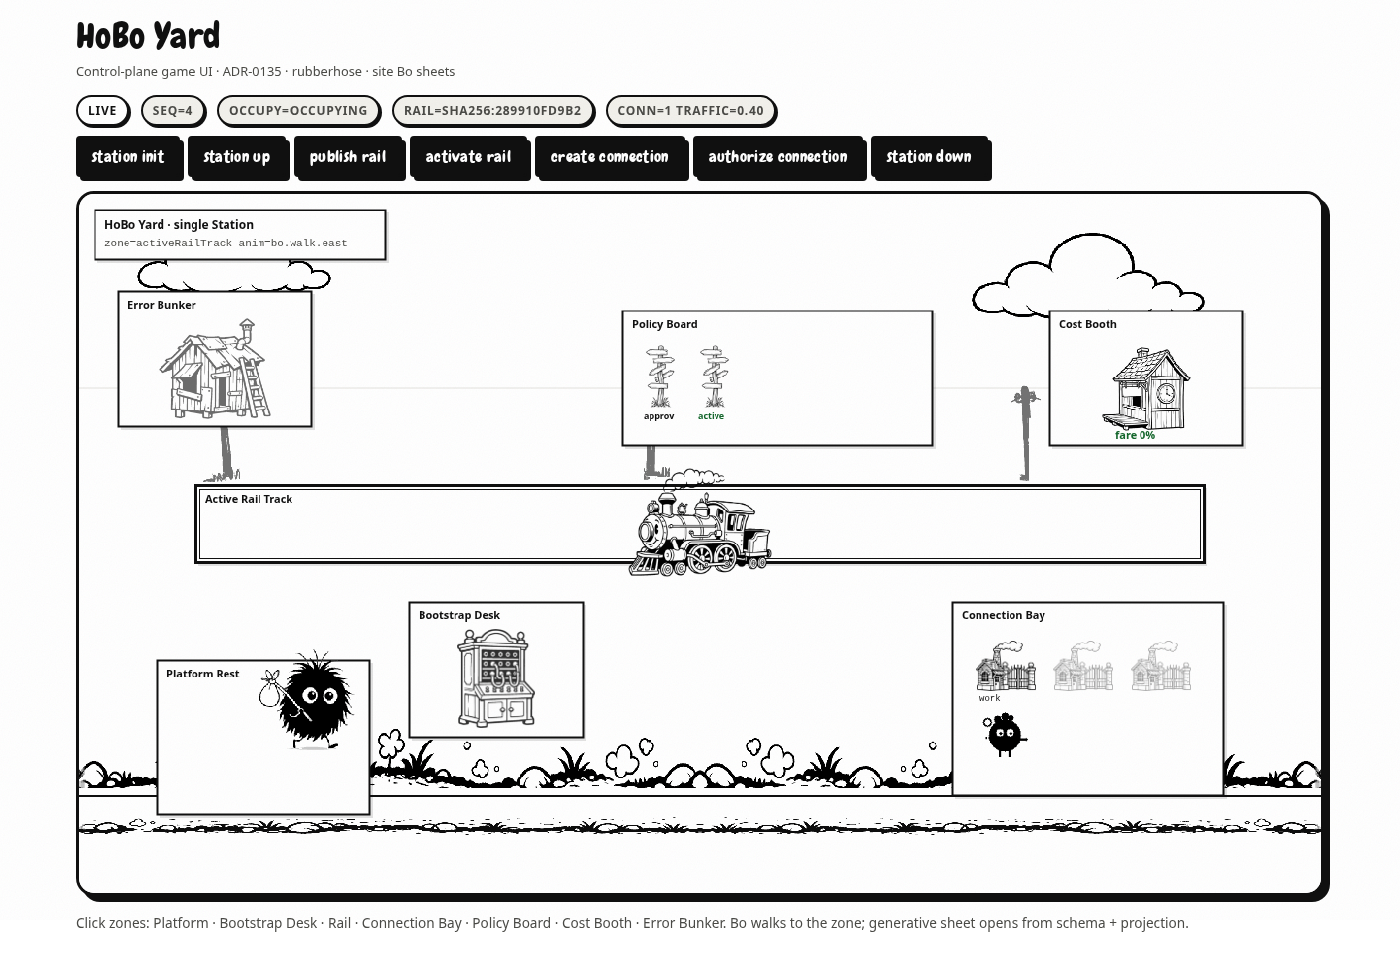 HoBo Yard
Control-plane game UI · ADR-0135 · rubberhose · site Bo sheets
LIVE
SEQ=4
OCCUPY=OCCUPYING
RAIL=SHA256:289910FD9B2
CONN=1 TRAFFIC=0.40
station init
station up
publish rail
activate rail
create connection
authorize connection
station down
HoBo Yard · single Station
zone=activeRailTrack anim=bo.walk.east
Error Bunker
Policy Board
approv
active
Cost Booth
fare 0%
Active Rail Track
Bootstrap Desk
Connection Bay
work
Platform Rest
Click zones: Platform · Bootstrap Desk · Rail · Connection Bay · Policy Board · Cost Booth · Error Bunker. Bo walks to the zone; generative sheet opens from schema + projection.